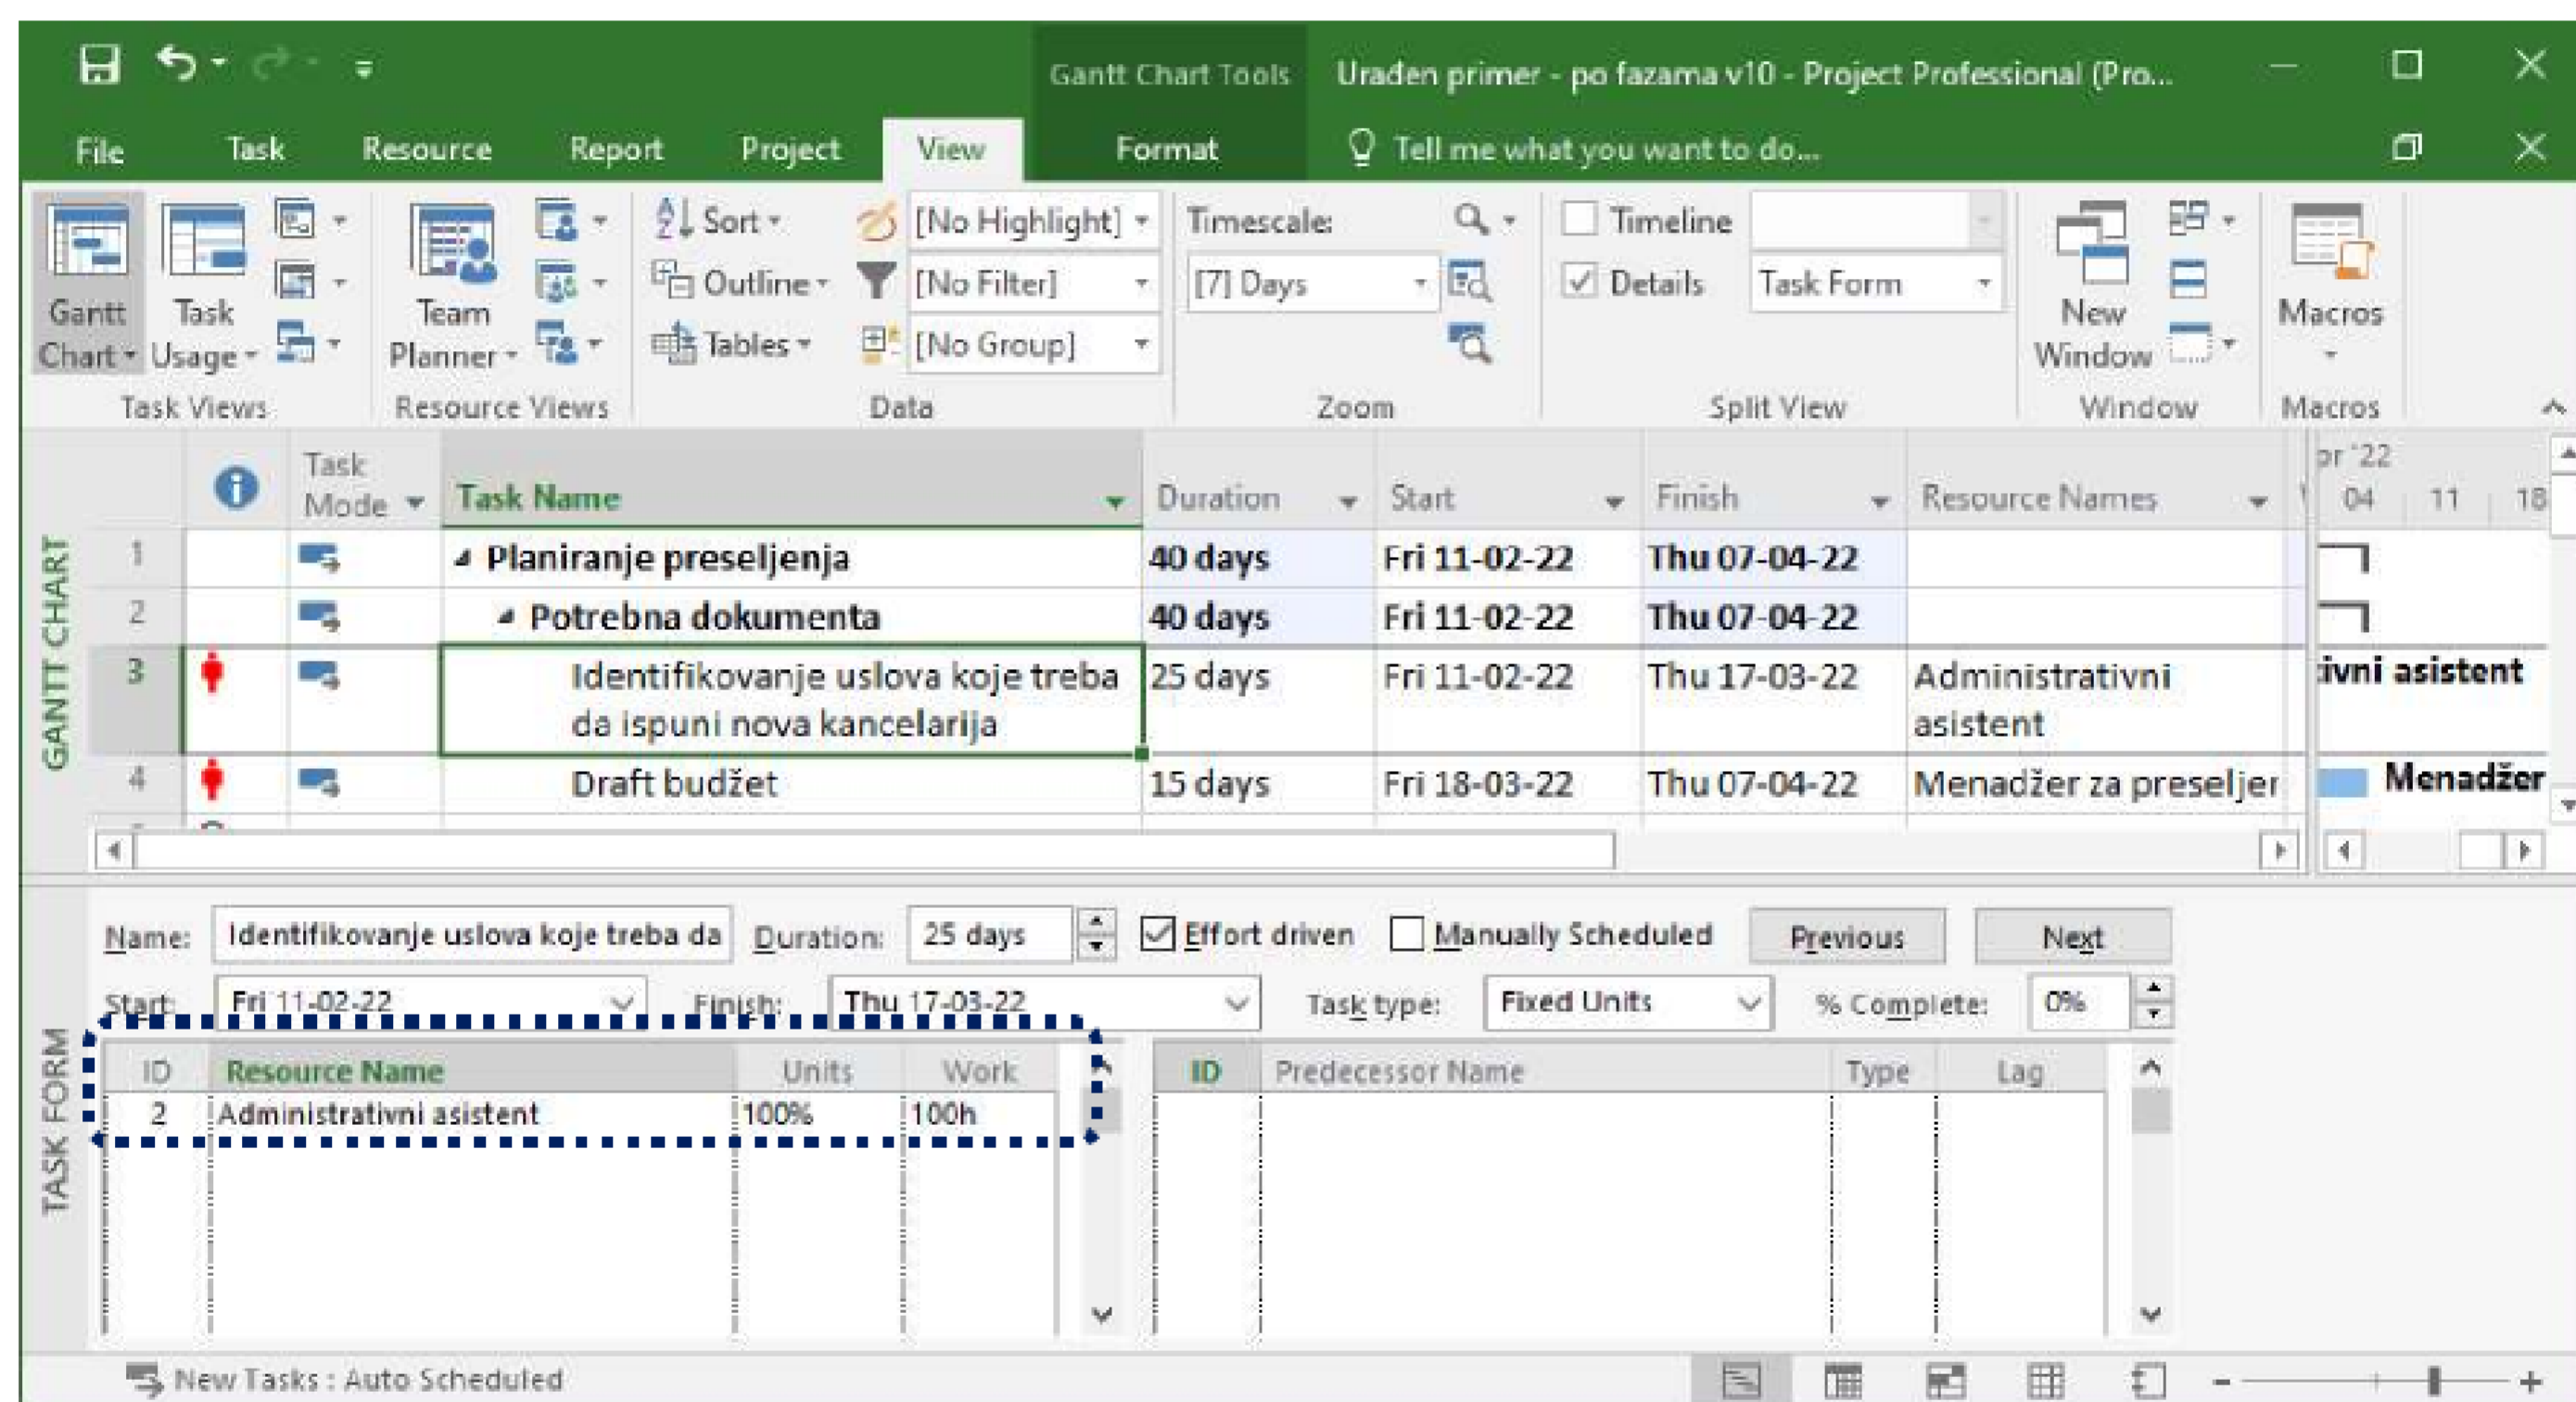 Gantt Chart Tools Urađen primer - po fazama v10 - Project Professional (Pro...
File Task Resource Report Project View Format Tell me what you want to do...
Sort [No Highlight] Timescale: Timeline
Outline [No Filter] [7] Days Details Task Form
Gantt Chart Task Usage Team Planner Tables [No Group] New Window Macros
Task Views Resource Views Data Zoom Split View Window Macros
Task Mode Task Name Duration Start Finish Resource Names 04 11 18
'22
GANTT CHART
1 Planiranje preseljenja 40 days Fri 11-02-22 Thu 07-04-22
2 Potrebna dokumenta 40 days Fri 11-02-22 Thu 07-04-22
3 Identifikovanje uslova koje treba 25 days Fri 11-02-22 Thu 17-03-22 Administrativni ivni asistent
da ispuni nova kancelarija asistent
4 Draft budžet 15 days Fri 18-03-22 Thu 07-04-22 Menadžer za preseljer Menadžer
Name: Identifikovanje uslova koje treba da Duration: 25 days Effort driven Manually Scheduled Previous Next
Start: Fri 11-02-22 Finish: Thu 17-03-22 Task type: Fixed Units % Complete: 0%
TASK FORM
ID Resource Name Units Work ID Predecessor Name Type Lag
2 Administrativni asistent 100% 100h
New Tasks : Auto Scheduled